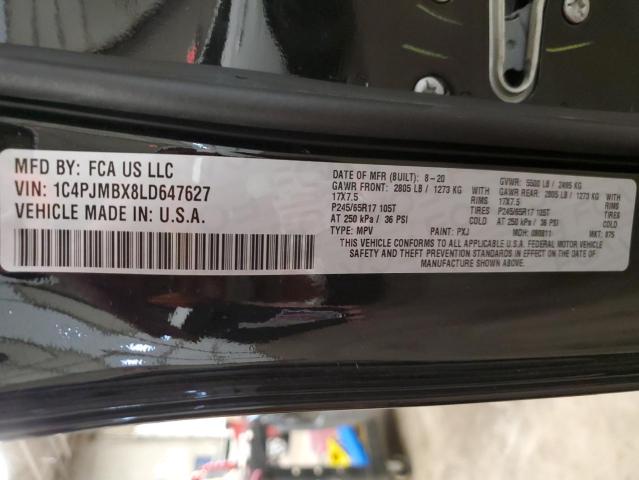 MFD BY: FCA US LLC
VIN: 1C4PJMBX8LD647627
VEHICLE MADE IN: U.S.A.
DATE OF MFR (BUILT): 8-20 GVWR: 5500 LB / 2495 KG
GAWR FRONT: 2805 LB / 1273 KG GAWR REAR: 2805 LB / 1273 KG
17X7.5 RIMS 17X7.5 RIMS
P245/65R17 105T TIRES P245/65R17 105T TIRES
AT 250 kPa / 36 PSI COLD AT 250 kPa / 36 PSI COLD
TYPE: MPV PAINT: PXJ MDH: 080811 MKT: 875
THIS VEHICLE CONFORMS TO ALL APPLICABLE U.S.A. FEDERAL MOTOR VEHICLE
SAFETY AND THEFT PREVENTION STANDARDS IN EFFECT ON THE DATE OF
MANUFACTURE SHOWN ABOVE.